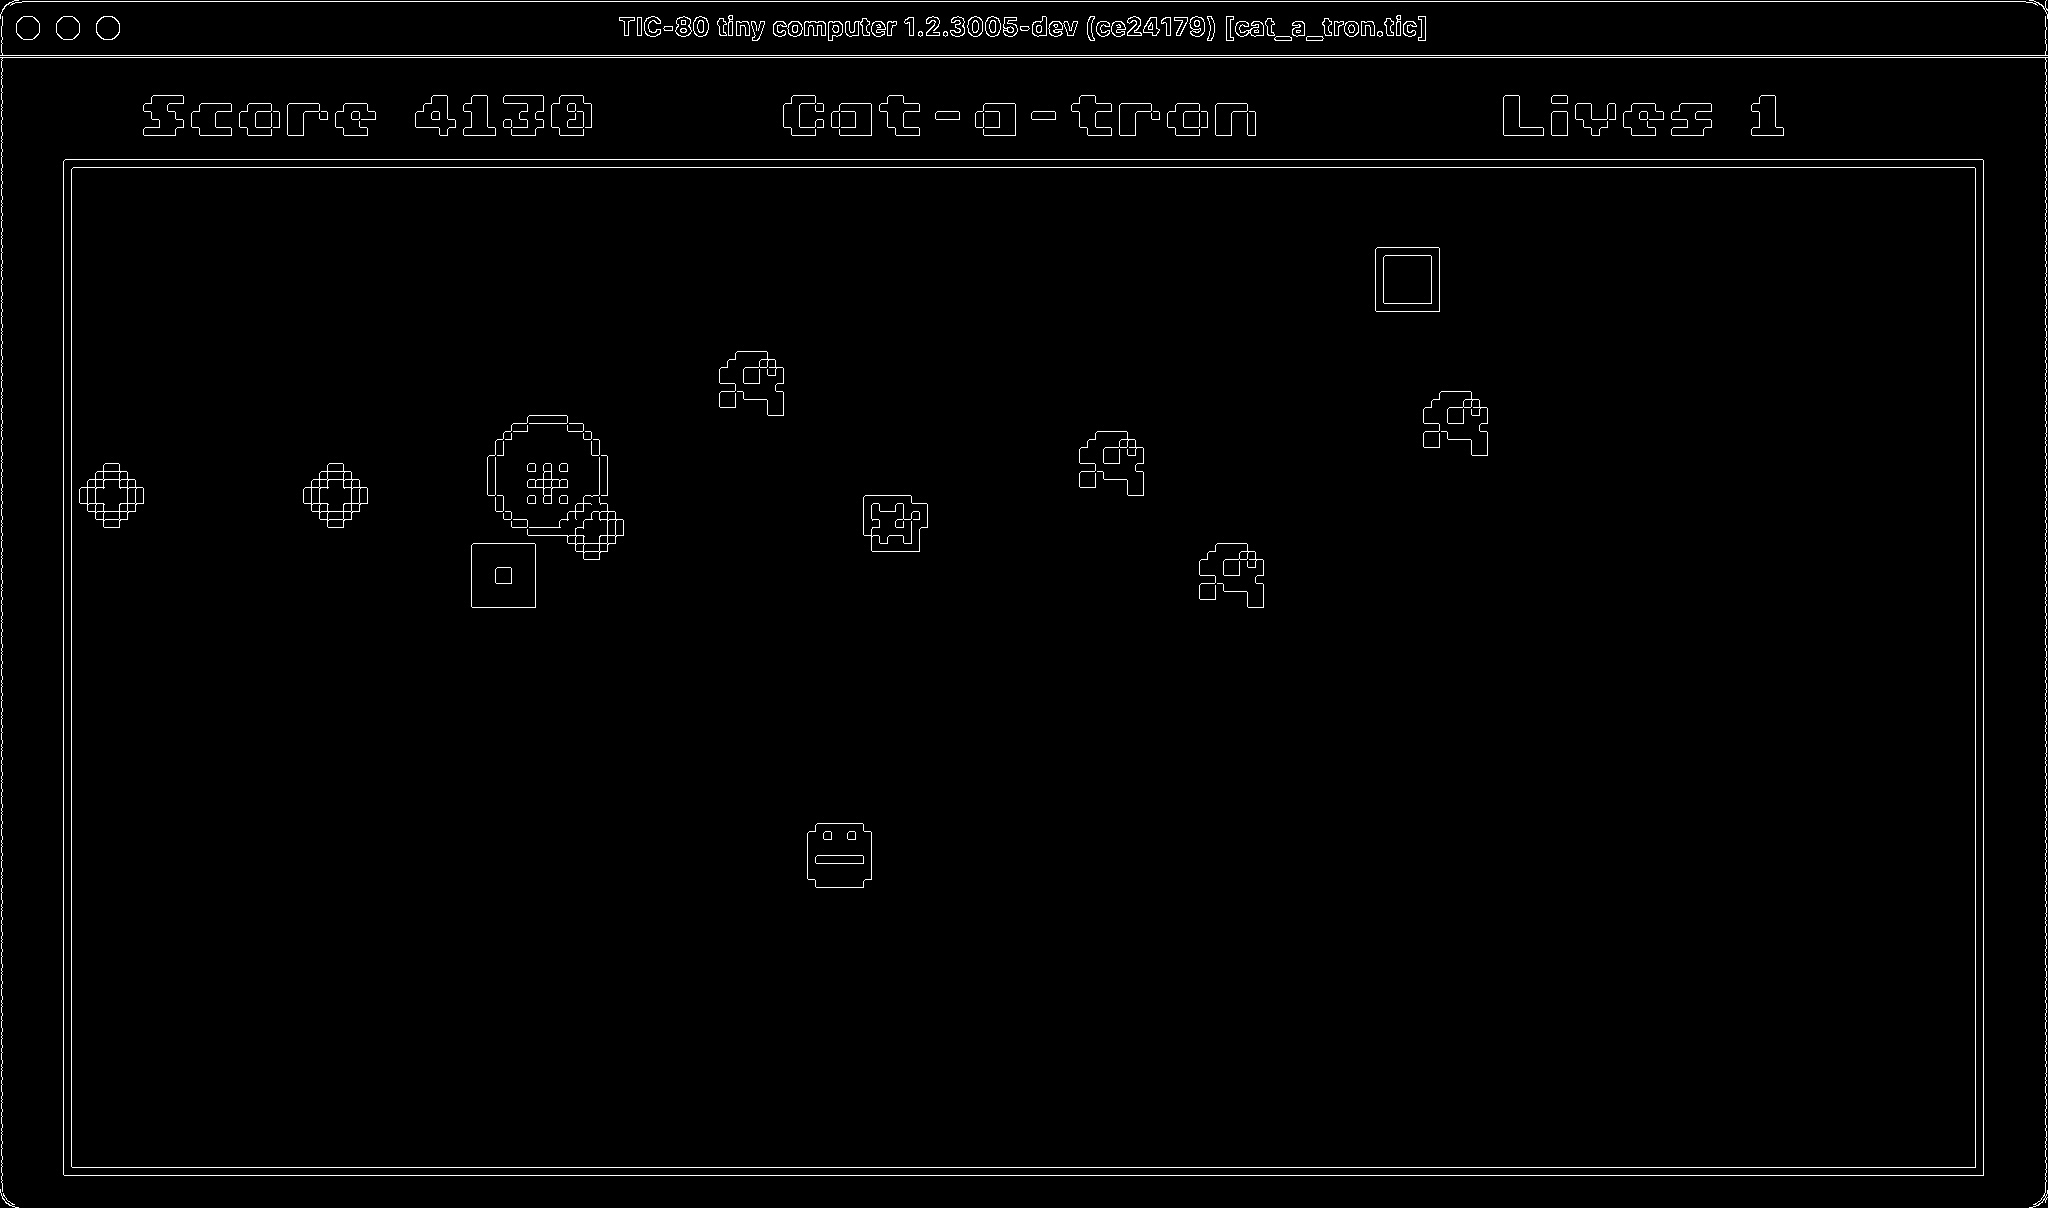 TIC-80 tiny computer 1.2.3005-dev (ce24179) [cat_a_tron.tic]
Score 4130 Cat-a-tron Lives 1